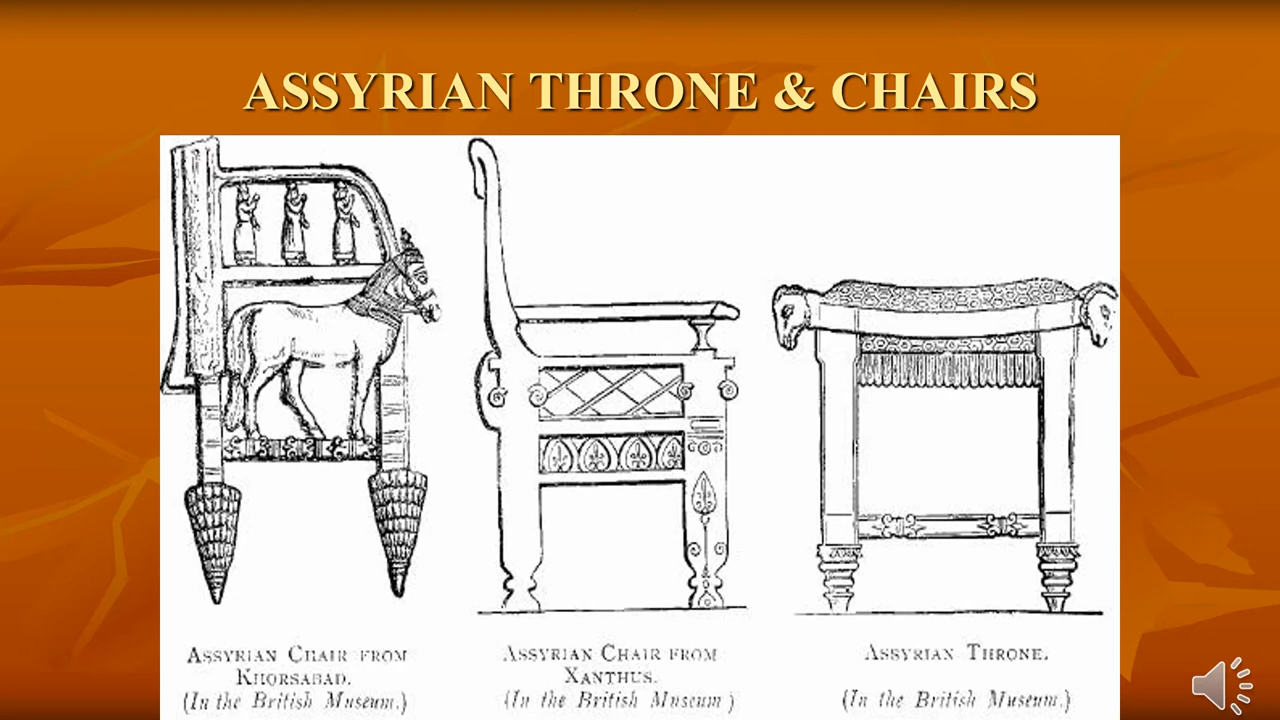 ASSYRIAN THRONE & CHAIRS
ASSYRIAN CHAIR FROM
KHORSABAD.
(In the British Museum.)
ASSYRIAN CHAIR FROM
XANTHUS.
(In the British Museum)
ASSYRIAN THRONE.
(In the British Museum.)